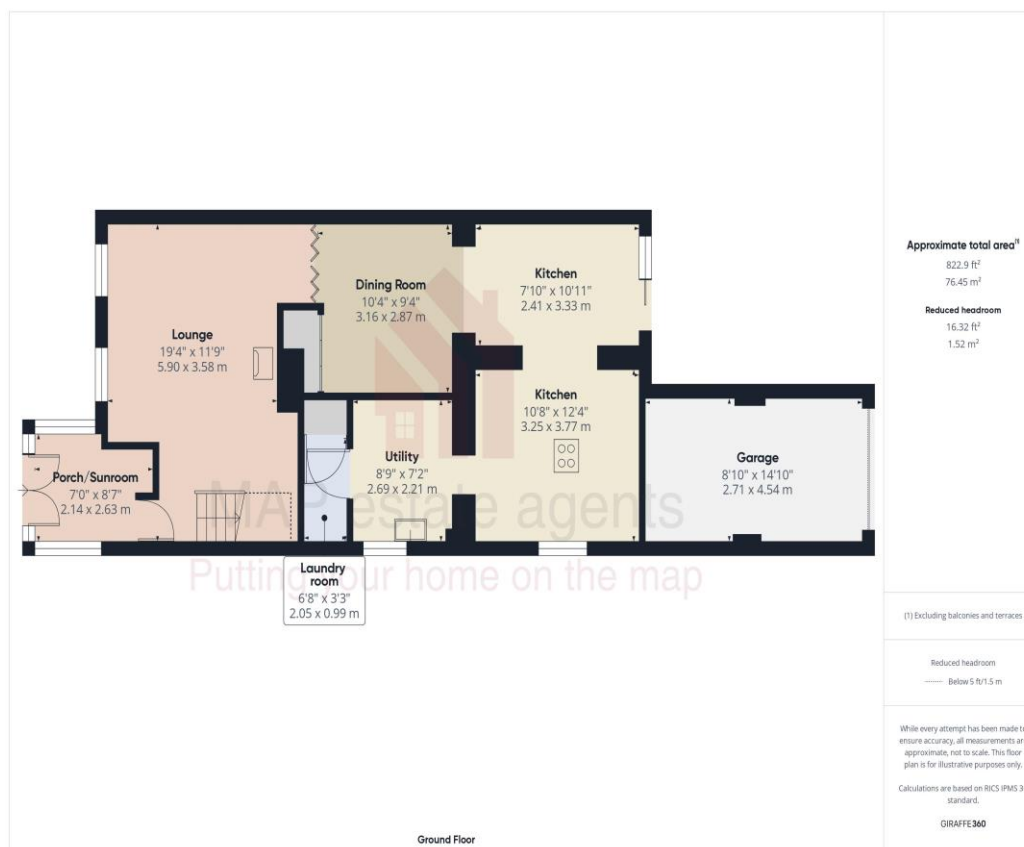 Lounge
19'4" x 11'9"
5.90 x 3.58 m
Dining Room
10'4" x 9'4"
3.16 x 2.87 m
Kitchen
7'10" x 10'11"
2.41 x 3.33 m
Kitchen
10'8" x 12'4"
3.25 x 3.77 m
Utility
8'9" x 7'2"
2.69 x 2.21 m
Garage
8'10" x 14'10"
2.71 x 4.54 m
Porch/Sunroom
7'0" x 8'7"
2.14 x 2.63 m
Laundry
room
6'8" x 3'3"
2.05 x 0.99 m
MAP estate agents
Putting your home on the map
Ground Floor
Approximate total area(1)
822.9 ft²
76.45 m²
Reduced headroom
16.32 ft²
1.52 m²
(1) Excluding balconies and terraces
Reduced headroom
Below 5 ft/1.5 m
While every attempt has been made to
ensure accuracy, all measurements are
approximate, not to scale. This floor
plan is for illustrative purposes only.
Calculations are based on RICS IPMS 3
standard.
GIRAFFE360